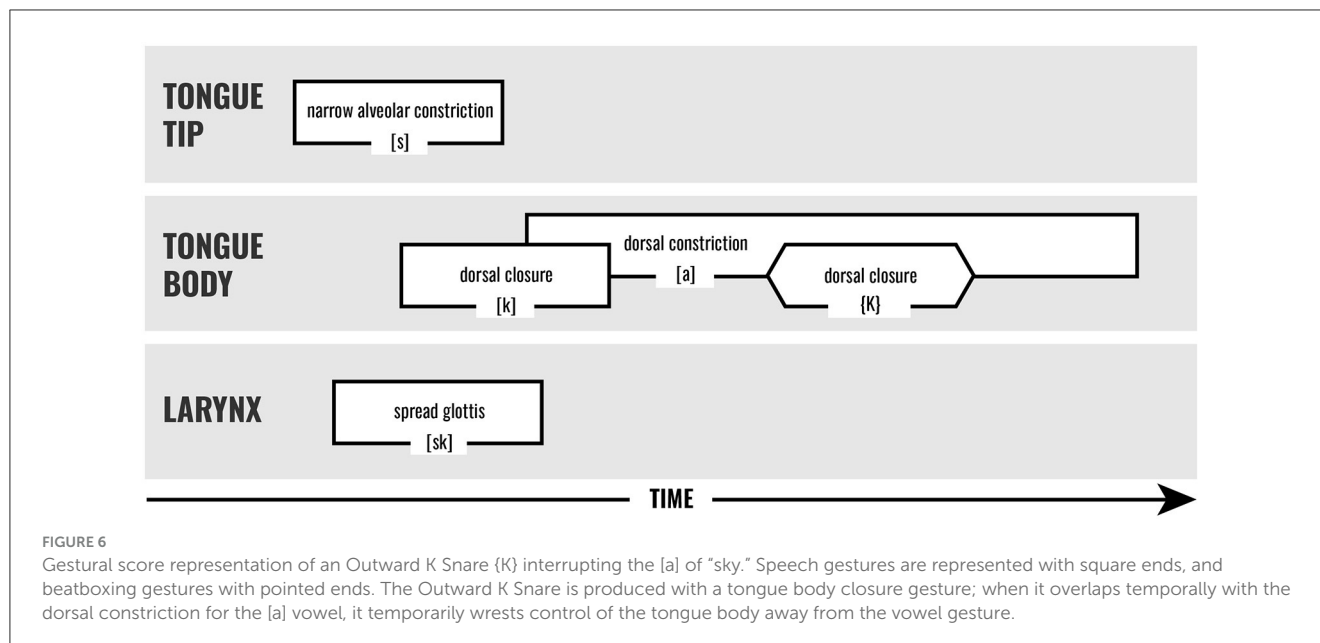 TONGUE
TIP
narrow alveolar constriction
[s]
TONGUE
BODY
dorsal constriction
[a]
dorsal closure
[k]
dorsal closure
{K}
LARYNX
spread glottis
[sk]
TIME
FIGURE 6
Gestural score representation of an Outward K Snare {K} interrupting the [a] of “sky.” Speech gestures are represented with square ends, and
beatboxing gestures with pointed ends. The Outward K Snare is produced with a tongue body closure gesture; when it overlaps temporally with the
dorsal constriction for the [a] vowel, it temporarily wrests control of the tongue body away from the vowel gesture.